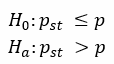 H₀: pₛₜ ≤ p
Hₐ: pₛₜ > p